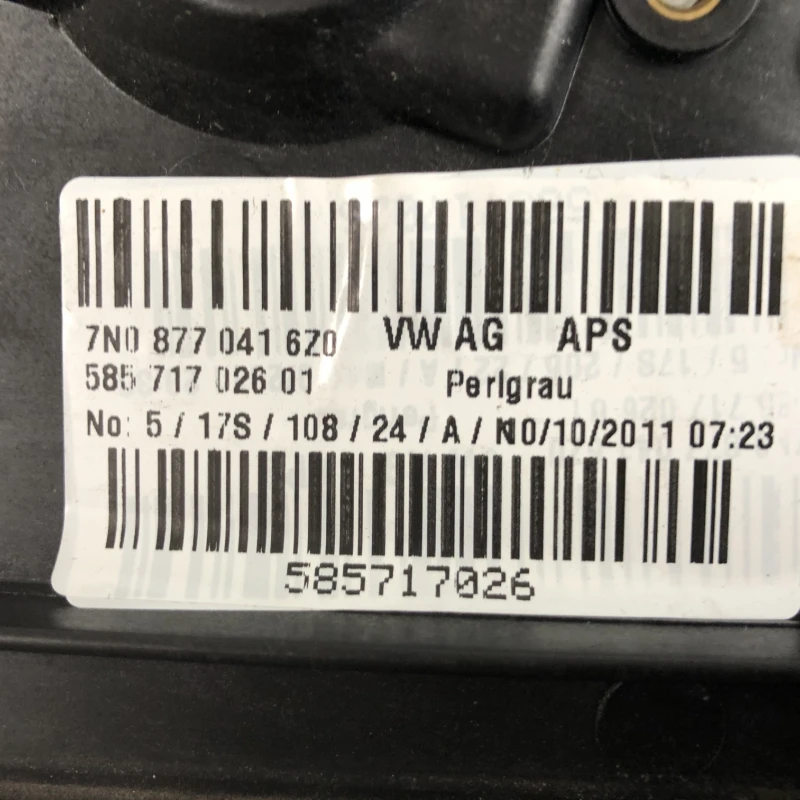 7N0 877 041 6Z0 VW AG APS
585 717 026 01 Perlgrau
No: 5 / 17S / 108 / 24 / A / N0/10/2011 07:23
585717026